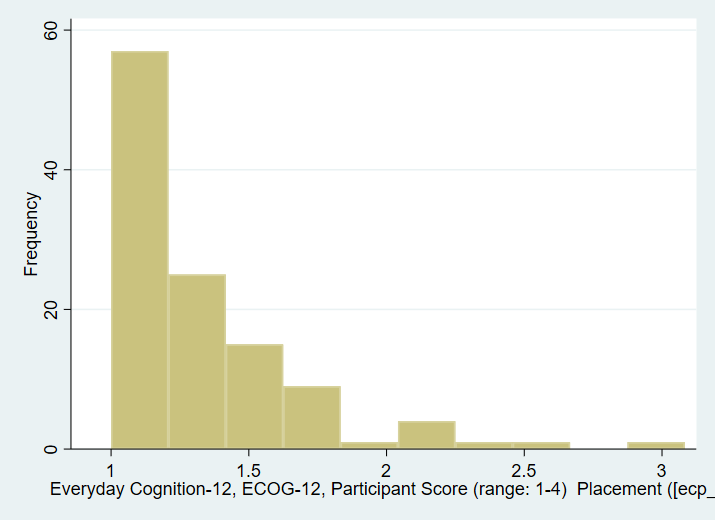 60
40
20
0
Frequency
1 1.5 2 2.5 3
Everyday Cognition-12, ECOG-12, Participant Score (range: 1-4)  Placement ([ecp_